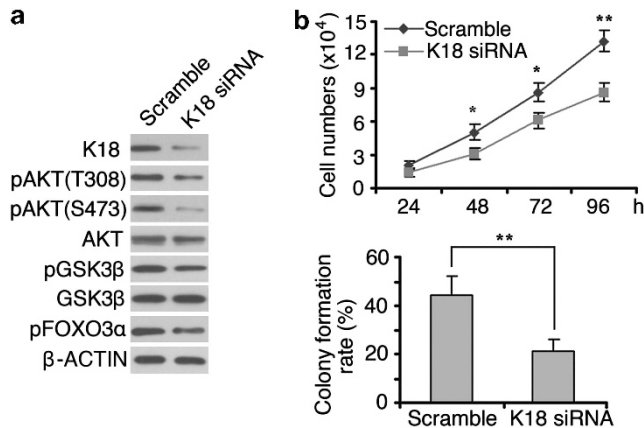 a
Scramble
K18 siRNA
K18
pAKT(T308)
pAKT(S473)
AKT
pGSK3β
GSK3β
pFOXO3α
β-ACTIN
b
Cell numbers (x10⁴)
15
12
9
6
3
0
Scramble
K18 siRNA
*
*
**
24 48 72 96 h
Colony formation
rate (%)
60
40
20
0
**
Scramble K18 siRNA